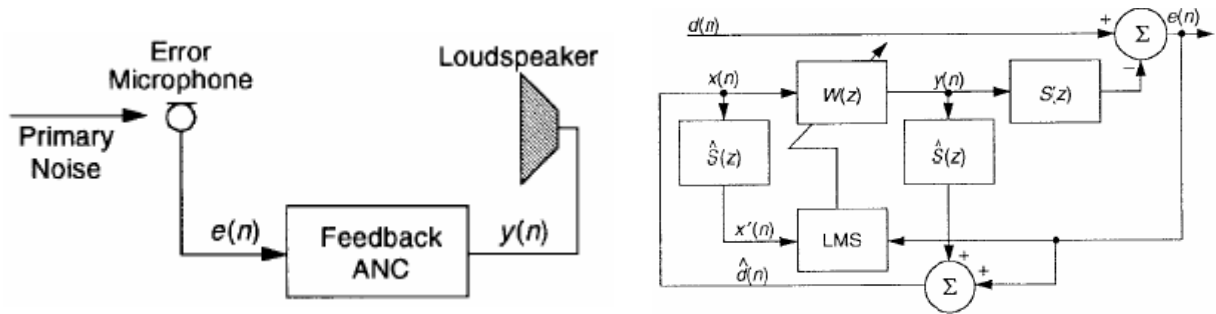 Error
Microphone
Loudspeaker
Primary
Noise
e(n)
Feedback
ANC
y(n)
d(n)
+
e(n)
Σ
−
x(n)
W(z)
y(n)
S(z)
Ŝ(z)
Ŝ(z)
x'(n)
LMS
d̂(n)
+
+
Σ